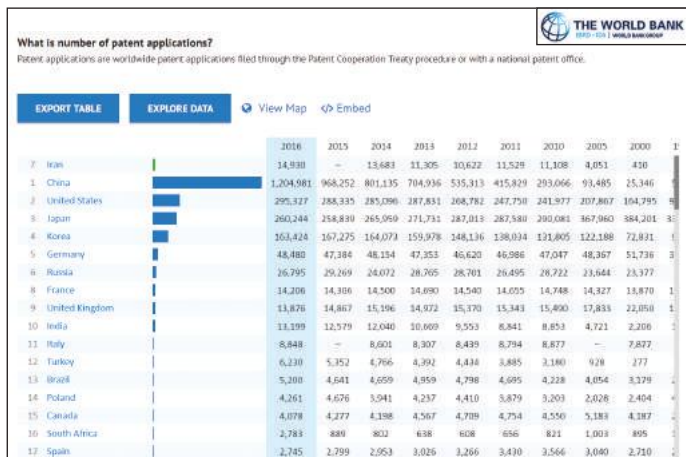 THE WORLD BANK
IBRD • IDA | WORLD BANK GROUP
What is number of patent applications?
Patent applications are worldwide patent applications filed through the Patent Cooperation Treaty procedure or with a national patent office.
EXPORT TABLE EXPLORE DATA View Map </> Embed
2016 2015 2014 2013 2012 2011 2010 2005 2000
7 Iran 14,930 – 13,683 11,305 10,622 11,529 11,108 4,051 410
1 China 1,204,981 968,252 801,135 704,936 535,313 415,829 293,066 93,485 25,346
2 United States 295,327 288,335 285,096 287,831 268,782 247,750 241,977 207,867 164,795
3 Japan 260,244 258,839 265,959 271,731 287,013 287,580 290,081 367,960 384,201
4 Korea 163,424 167,275 164,073 159,978 148,136 138,034 131,805 122,188 72,831
5 Germany 48,480 47,384 48,154 47,353 46,620 46,986 47,047 48,367 51,736
6 Russia 26,795 29,269 24,072 28,765 28,701 26,495 28,722 23,644 23,377
8 France 14,206 14,306 14,500 14,690 14,540 14,655 14,748 14,327 13,870
9 United Kingdom 13,876 14,867 15,196 14,972 15,370 15,343 15,490 17,833 22,050
10 India 13,199 12,579 12,040 10,669 9,553 8,841 8,853 4,721 2,206
11 Italy 8,848 – 8,601 8,307 8,439 8,794 8,877 – 7,877
12 Turkey 6,230 5,352 4,766 4,392 4,434 3,885 3,180 928 277
13 Brazil 5,200 4,641 4,659 4,959 4,798 4,695 4,228 4,054 3,179
14 Poland 4,261 4,676 3,941 4,237 4,410 3,879 3,203 2,028 2,404
15 Canada 4,078 4,277 4,198 4,567 4,709 4,754 4,550 5,183 4,187
16 South Africa 2,783 889 802 638 608 656 821 1,003 895
17 Spain 2,745 2,799 2,953 3,026 3,266 3,430 3,566 3,040 2,710